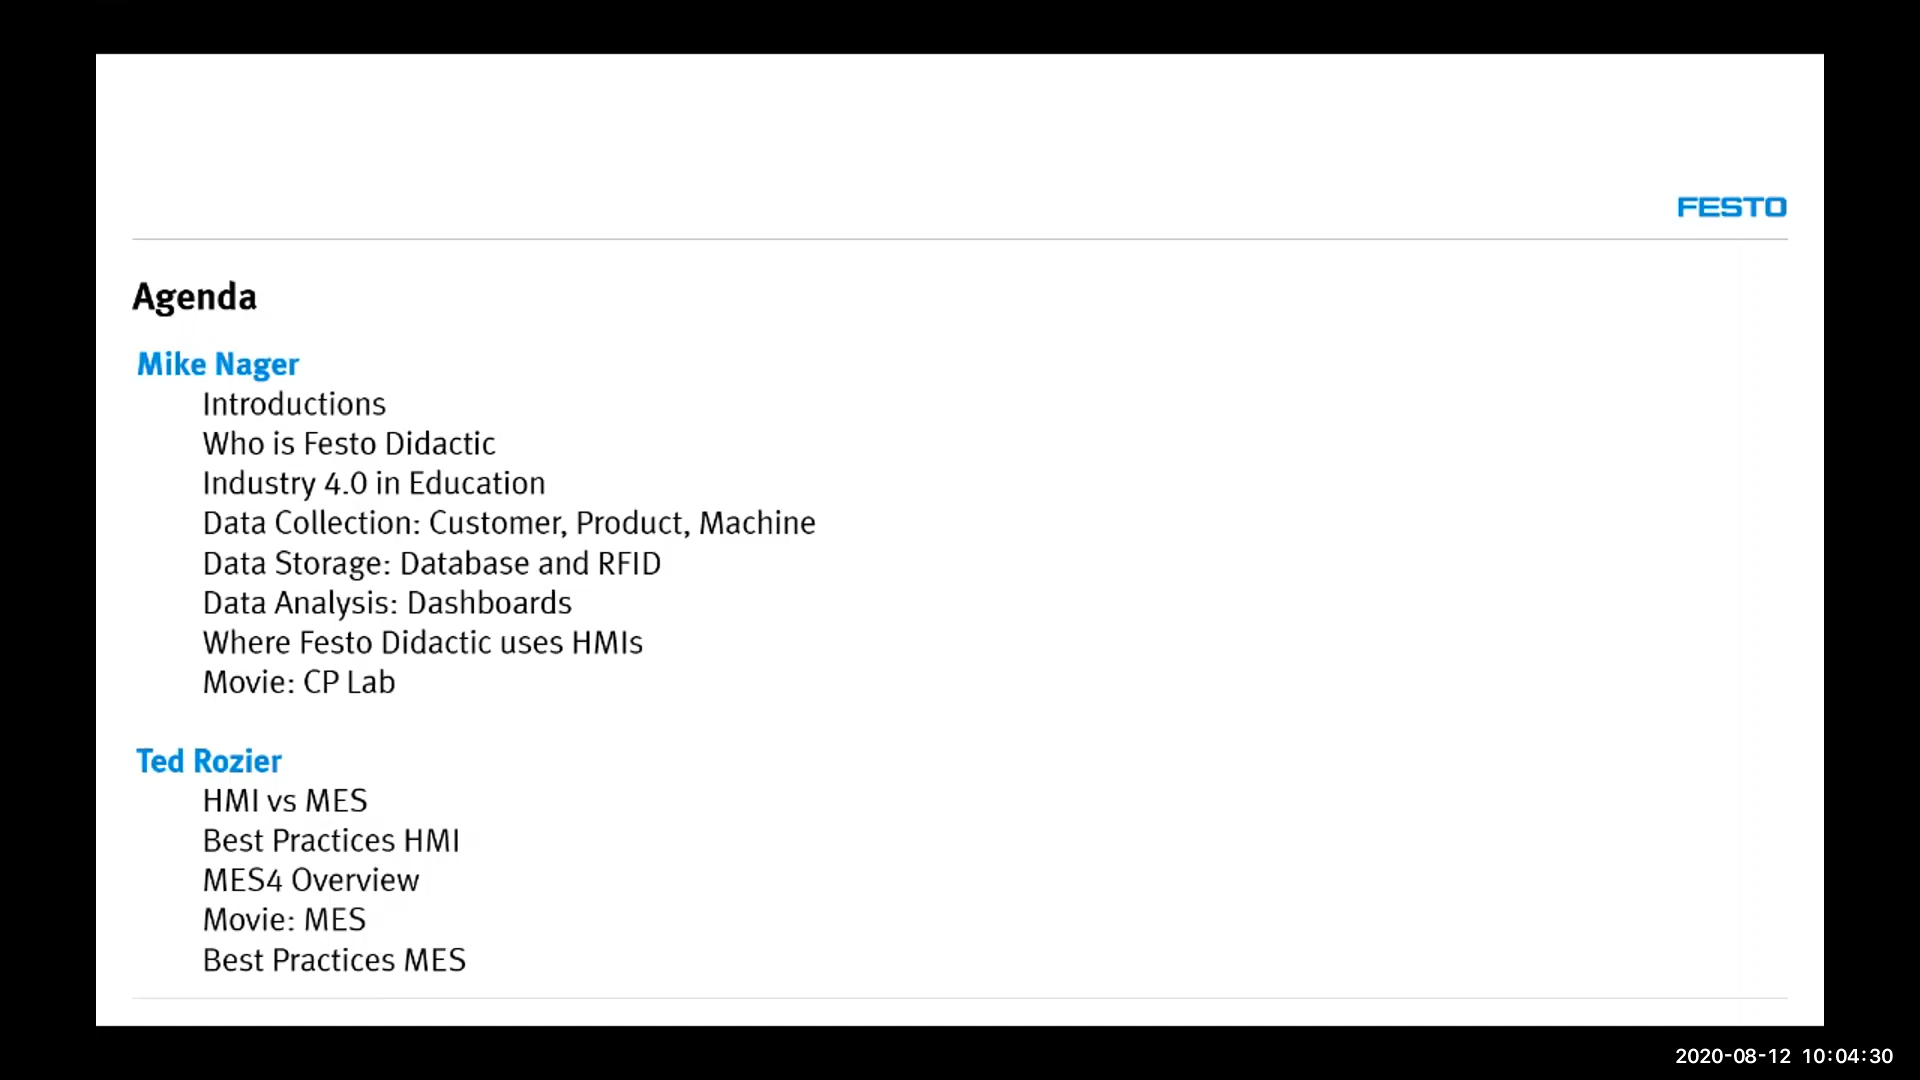 FESTO
Agenda
Mike Nager
Introductions
Who is Festo Didactic
Industry 4.0 in Education
Data Collection: Customer, Product, Machine
Data Storage: Database and RFID
Data Analysis: Dashboards
Where Festo Didactic uses HMIs
Movie: CP Lab
Ted Rozier
HMI vs MES
Best Practices HMI
MES4 Overview
Movie: MES
Best Practices MES
2020-08-12 10:04:30